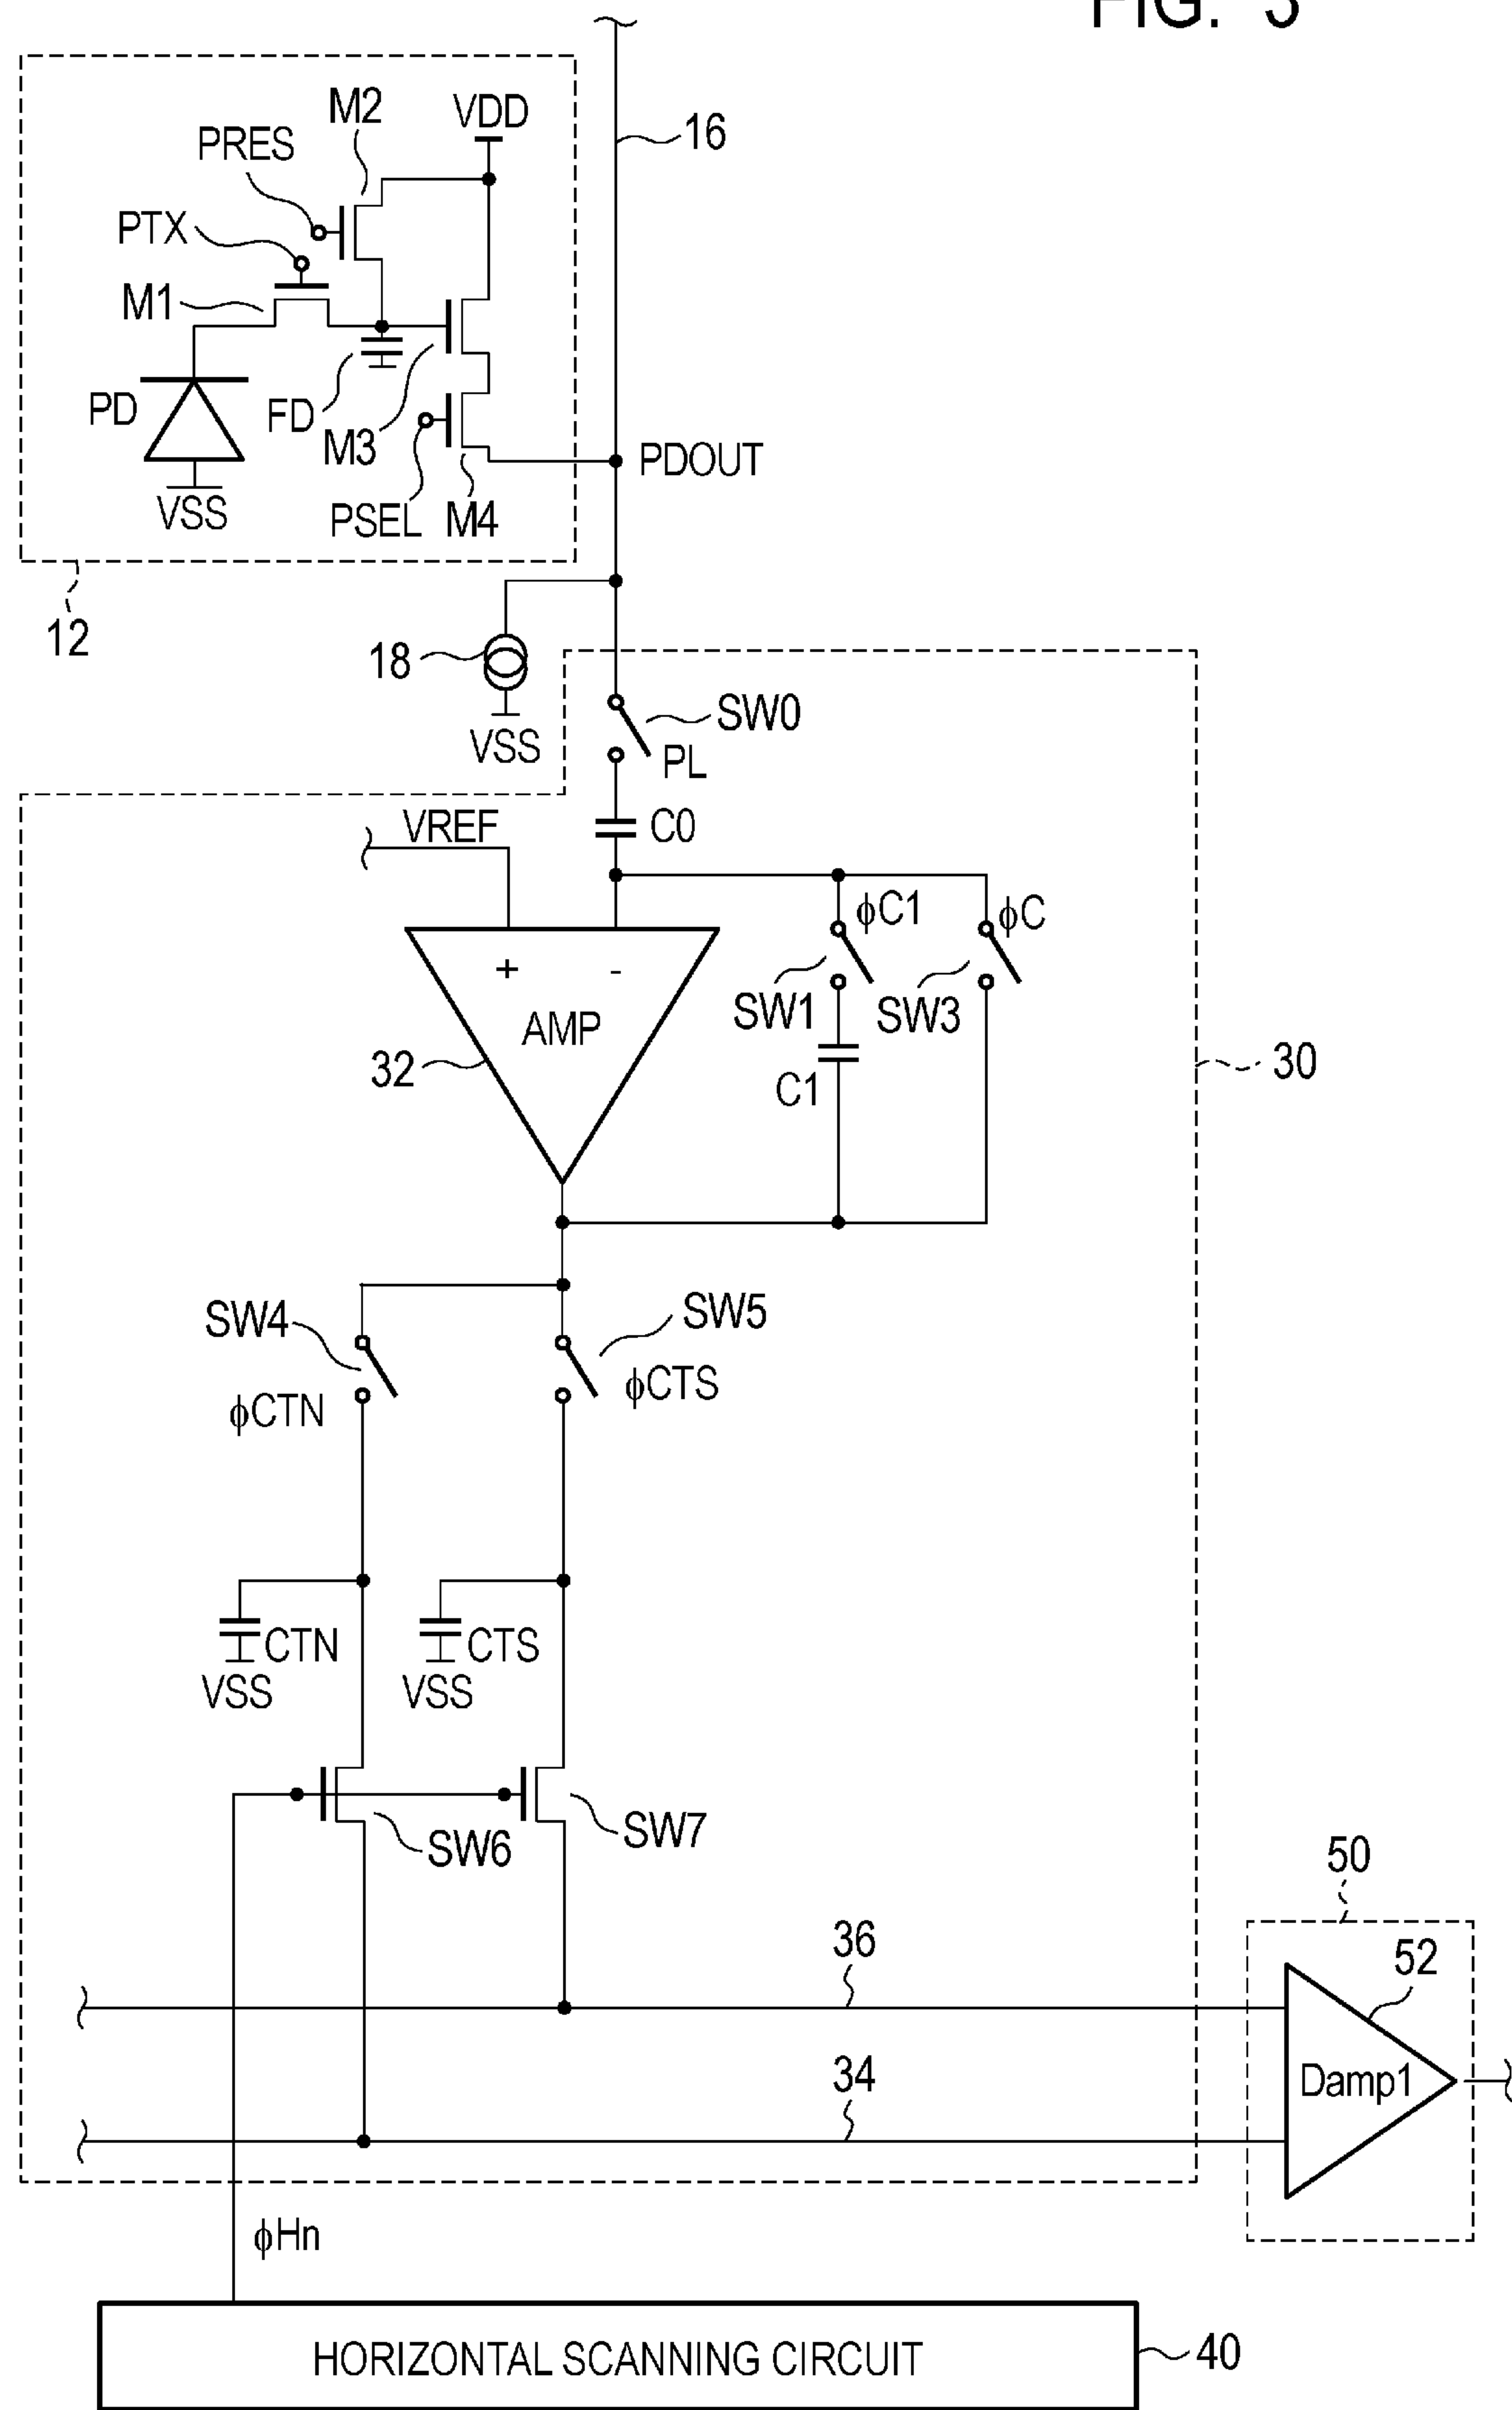 FIG. 3
M2
VDD
PRES
16
PTX
M1
PD
FD
M3
PDOUT
VSS
PSEL
M4
12
18
SW0
VSS
PL
VREF
C0
ϕC1
ϕC
+
-
SW1
SW3
AMP
32
30
C1
SW4
SW5
ϕCTN
ϕCTS
CTN
CTS
VSS
VSS
SW6
SW7
50
36
52
34
Damp1
ϕHn
HORIZONTAL SCANNING CIRCUIT
40